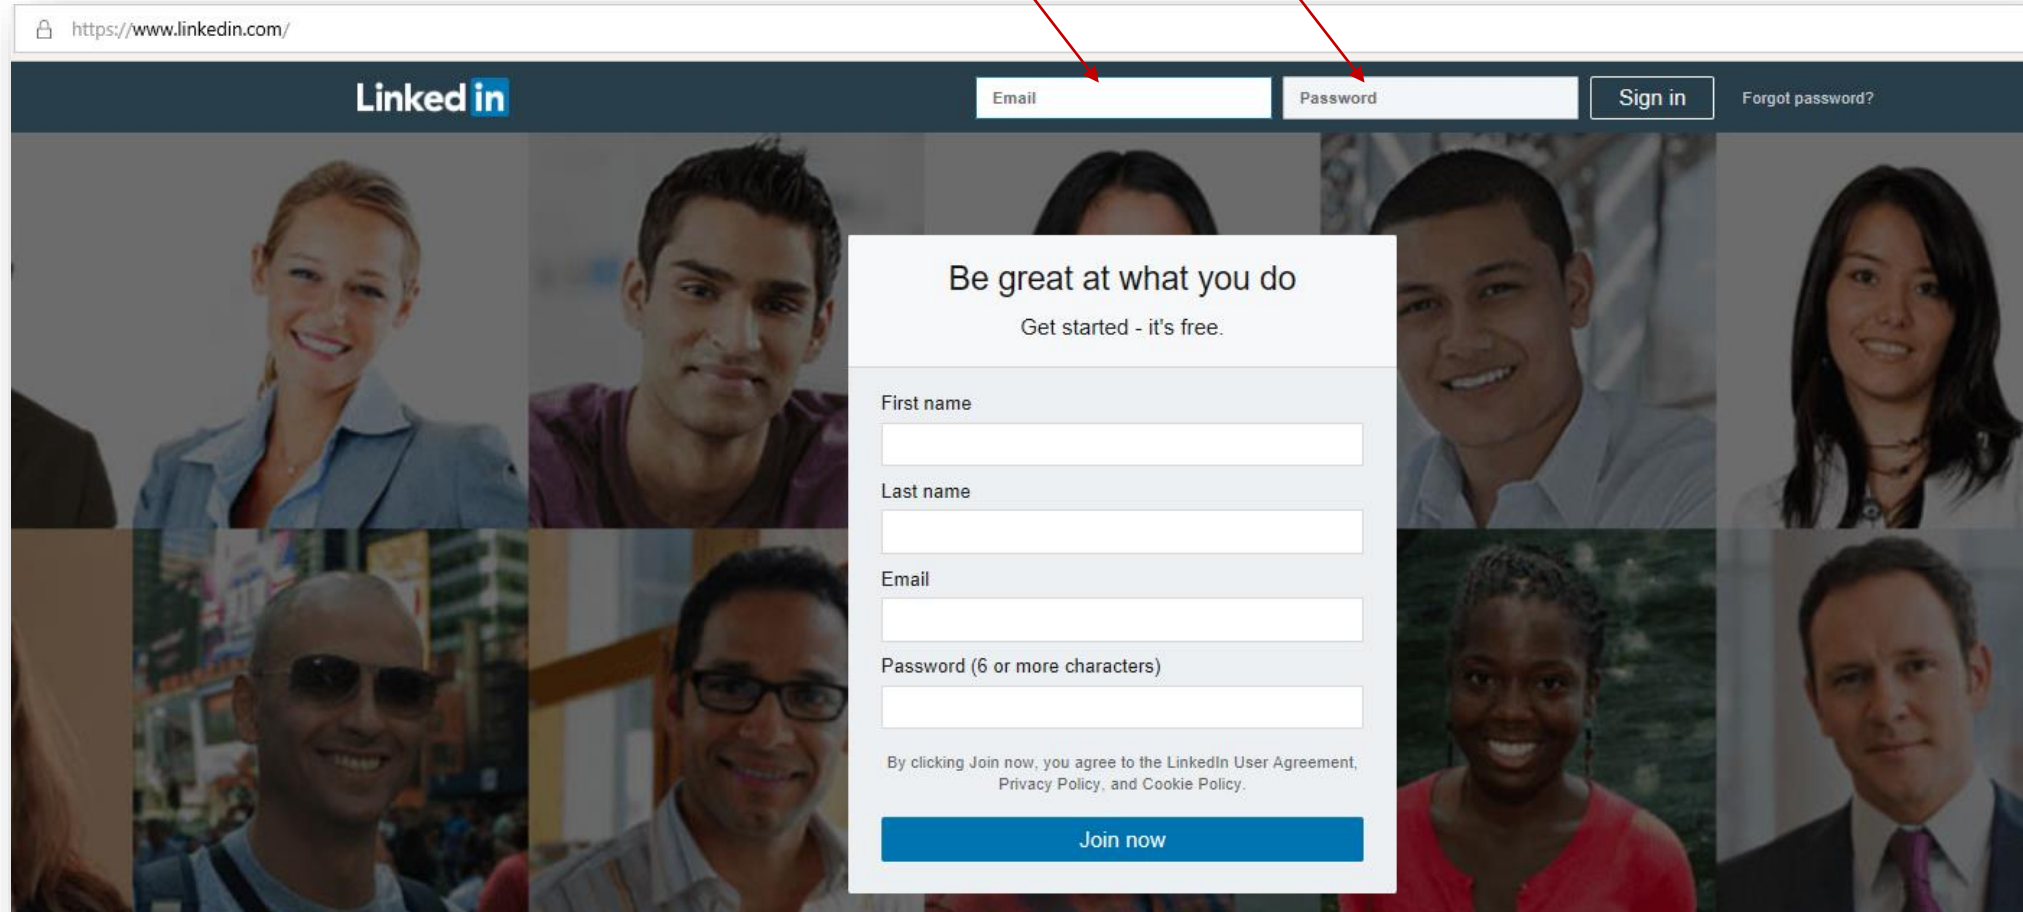 https://www.linkedin.com/
Linked in
Email
Password
Sign in
Forgot password?
Be great at what you do
Get started - it's free.
First name
Last name
Email
Password (6 or more characters)
By clicking Join now, you agree to the LinkedIn User Agreement,
Privacy Policy, and Cookie Policy.
Join now